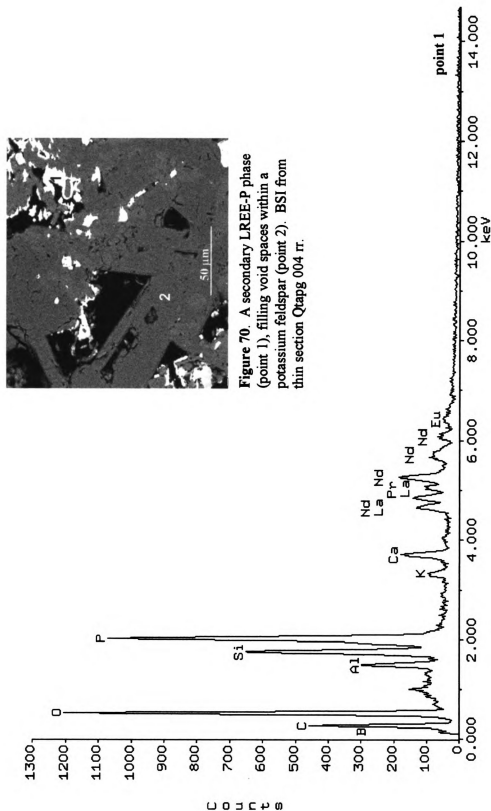 Figure 70. A secondary LREE-P phase
(point 1), filling void spaces within a
potassium feldspar (point 2). BSI from
thin section Qtapg 004 rr.
2
50 µm
Counts
1300
1200
1100
1000
900
800
700
600
500
400
300
200
100
0
B
C
O
Al
Si
P
K
Ca
Nd
La
Nd
Pr
La
Nd
Nd
Eu
point 1
0.000
2.000
4.000
6.000
8.000
10.000
12.000
14.000
keV